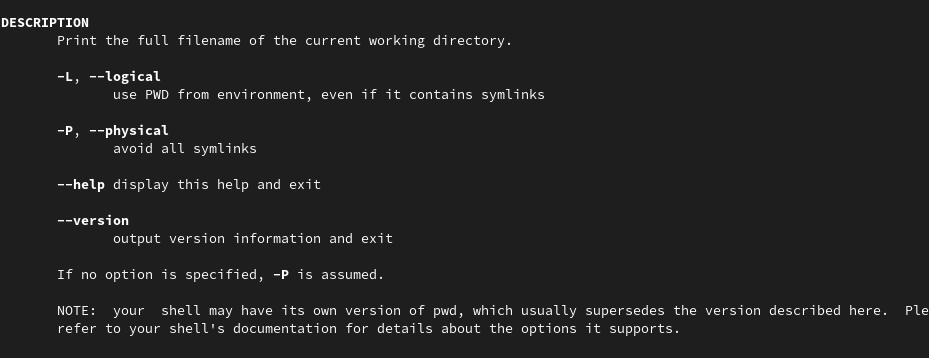 DESCRIPTION
Print the full filename of the current working directory.
-L, --logical
use PWD from environment, even if it contains symlinks
-P, --physical
avoid all symlinks
--help display this help and exit
--version
output version information and exit
If no option is specified, -P is assumed.
NOTE:  your  shell may have its own version of pwd, which usually supersedes the version described here.  Ple
refer to your shell's documentation for details about the options it supports.